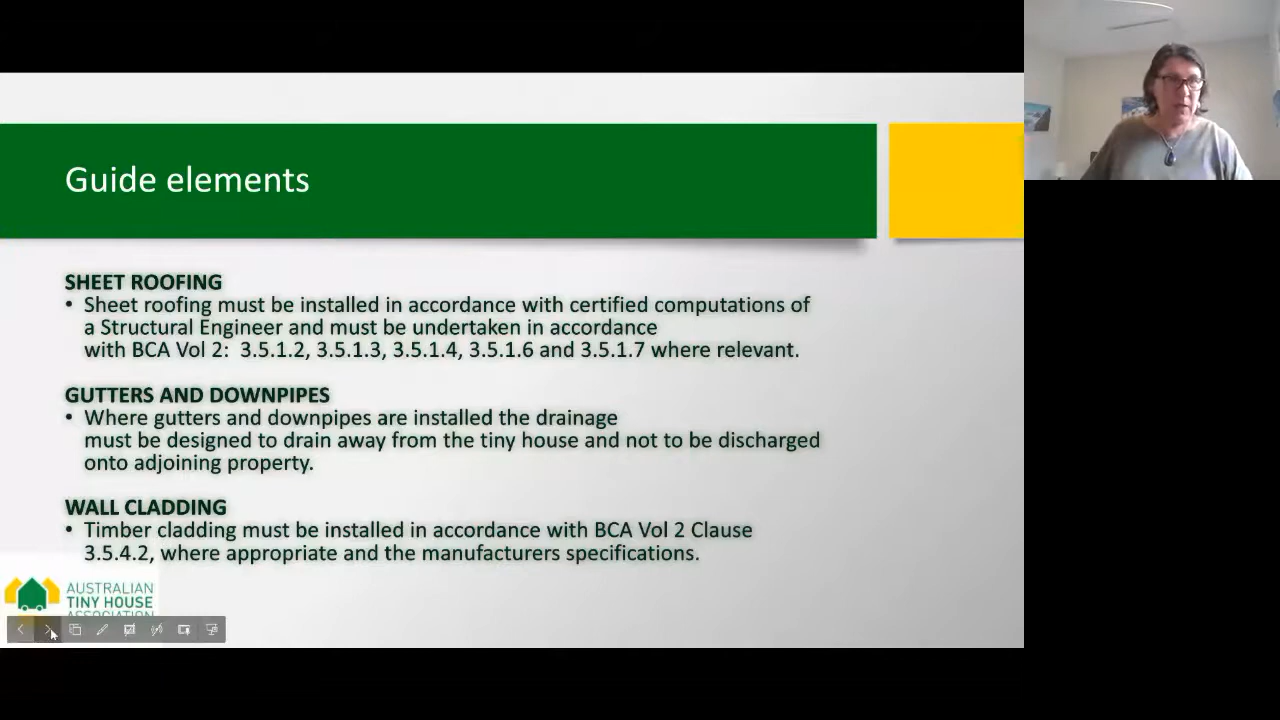 Guide elements
SHEET ROOFING
• Sheet roofing must be installed in accordance with certified computations of
a Structural Engineer and must be undertaken in accordance
with BCA Vol 2:  3.5.1.2, 3.5.1.3, 3.5.1.4, 3.5.1.6 and 3.5.1.7 where relevant.
GUTTERS AND DOWNPIPES
• Where gutters and downpipes are installed the drainage
must be designed to drain away from the tiny house and not to be discharged
onto adjoining property.
WALL CLADDING
• Timber cladding must be installed in accordance with BCA Vol 2 Clause
3.5.4.2, where appropriate and the manufacturers specifications.
AUSTRALIAN
TINY HOUSE
ASSOCIATION